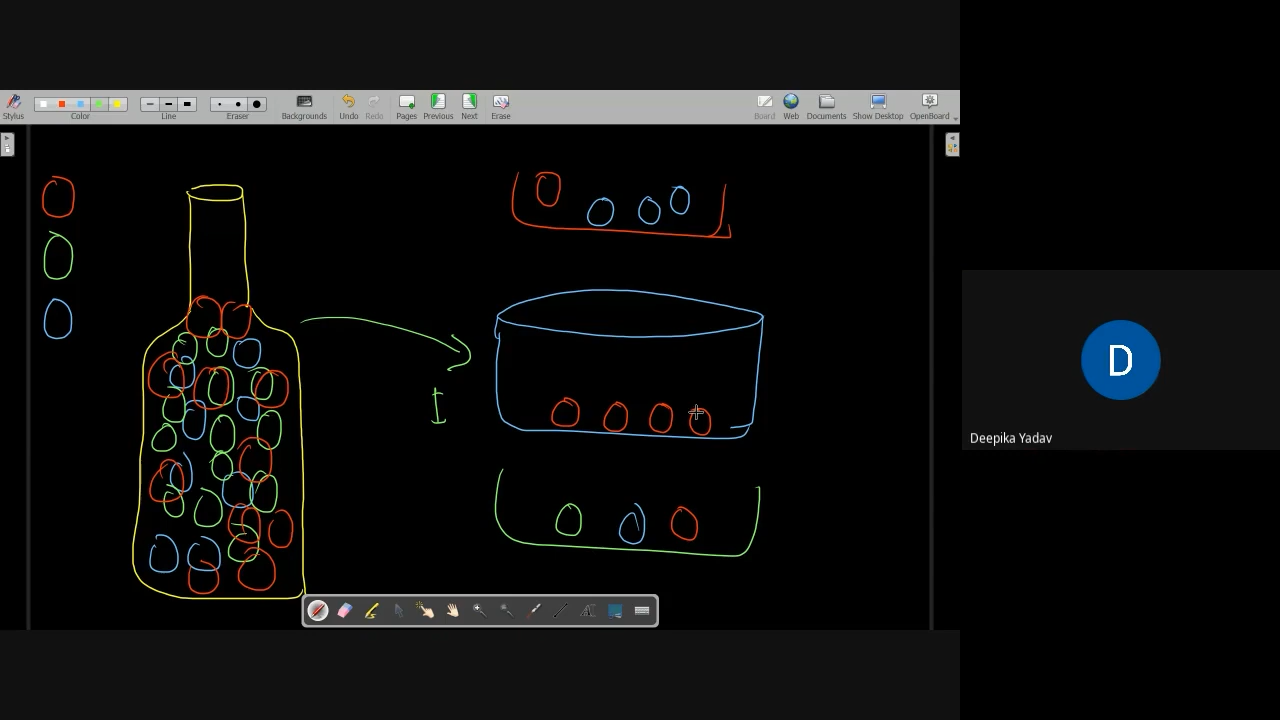 Stylus Color Line Eraser Backgrounds Undo Redo Pages Previous Next Erase Board Web Documents Show Desktop OpenBoard
I
D
Deepika Yadav